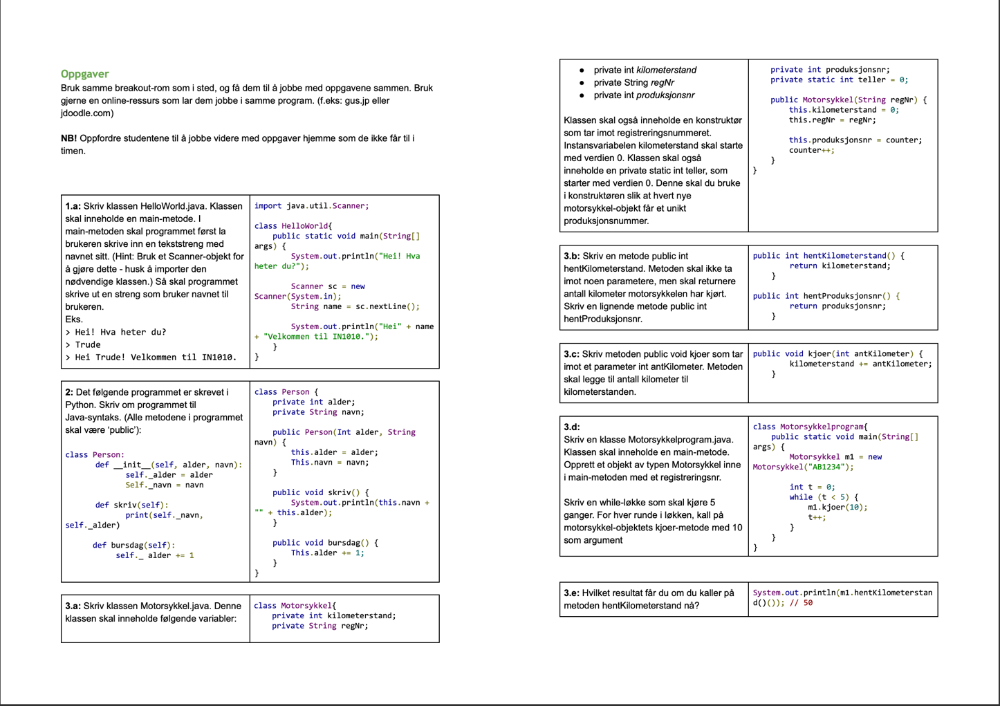 Oppgaver
Bruk samme breakout-rom som i sted, og få dem til å jobbe med oppgavene sammen. Bruk
gjerne en online-ressurs som lar dem jobbe i samme program. (f.eks: gus.jp eller
jdoodle.com)
NB! Oppfordre studentene til å jobbe videre med oppgaver hjemme som de ikke får til i
timen.
1.a: Skriv klassen HelloWorld.java. Klassen
skal inneholde en main-metode. I
main-metoden skal programmet først la
brukeren skrive inn en tekststreng med
navnet sitt. (Hint: Bruk et Scanner-objekt for
å gjøre dette - husk å importer den
nødvendige klassen.) Så skal programmet
skrive ut en streng som bruker navnet til
brukeren.
Eks.
> Hei! Hva heter du?
> Trude
> Hei Trude! Velkommen til IN1010.
import java.util.Scanner;
class HelloWorld{
public static void main(String[]
args) {
System.out.println("Hei! Hva
heter du?");
Scanner sc = new
Scanner(System.in);
String name = sc.nextLine();
System.out.println("Hei" + name
+ "Velkommen til IN1010.");
}
}
2: Det følgende programmet er skrevet i
Python. Skriv om programmet til
Java-syntaks. (Alle metodene i programmet
skal være ‘public’):
class Person:
def __init__(self, alder, navn):
self._alder = alder
Self._navn = navn
def skriv(self):
print(self._navn,
self._alder)
def bursdag(self):
self._ alder += 1
class Person {
private int alder;
private String navn;
public Person(Int alder, String
navn) {
this.alder = alder;
This.navn = navn;
}
public void skriv() {
System.out.println(this.navn +
"" + this.alder);
}
public void bursdag() {
This.alder += 1;
}
}
3.a: Skriv klassen Motorsykkel.java. Denne
klassen skal inneholde følgende variabler:
class Motorsykkel{
private int kilometerstand;
private String regNr;
● private int kilometerstand
● private String regNr
● private int produksjonsnr
Klassen skal også inneholde en konstruktør
som tar imot registreringsnummeret.
Instansvariabelen kilometerstand skal starte
med verdien 0. Klassen skal også
inneholde en private static int teller, som
starter med verdien 0. Denne skal du bruke
i konstruktøren slik at hvert nye
motorsykkel-objekt får et unikt
produksjonsnummer.
private int produksjonsnr;
private static int teller = 0;
public Motorsykkel(String regNr) {
this.kilometerstand = 0;
this.regNr = regNr;
this.produksjonsnr = counter;
counter++;
}
}
3.b: Skriv en metode public int
hentKilometerstand. Metoden skal ikke ta
imot noen parametere, men skal returnere
antall kilometer motorsykkelen har kjørt.
Skriv en lignende metode public int
hentProduksjonsnr.
public int hentKilometerstand() {
return kilometerstand;
}
public int hentProduksjonsnr() {
return produksjonsnr;
}
3.c: Skriv metoden public void kjoer som tar
imot et parameter int antKilometer. Metoden
skal legge til antall kilometer til
kilometerstanden.
public void kjoer(int antKilometer) {
kilometerstand += antKilometer;
}
3.d:
Skriv en klasse Motorsykkelprogram.java.
Klassen skal inneholde en main-metode.
Opprett et objekt av typen Motorsykkel inne
i main-metoden med et registreringsnr.
Skriv en while-løkke som skal kjøre 5
ganger. For hver runde i løkken, kall på
motorsykkel-objektets kjoer-metode med 10
som argument
class Motorsykkelprogram{
public static void main(String[]
args) {
Motorsykkel m1 = new
Motorsykkel("AB1234");
int t = 0;
while (t < 5) {
m1.kjoer(10);
t++;
}
}
}
3.e: Hvilket resultat får du om du kaller på
metoden hentKilometerstand nå?
System.out.println(m1.hentKilometerstan
d()()); // 50